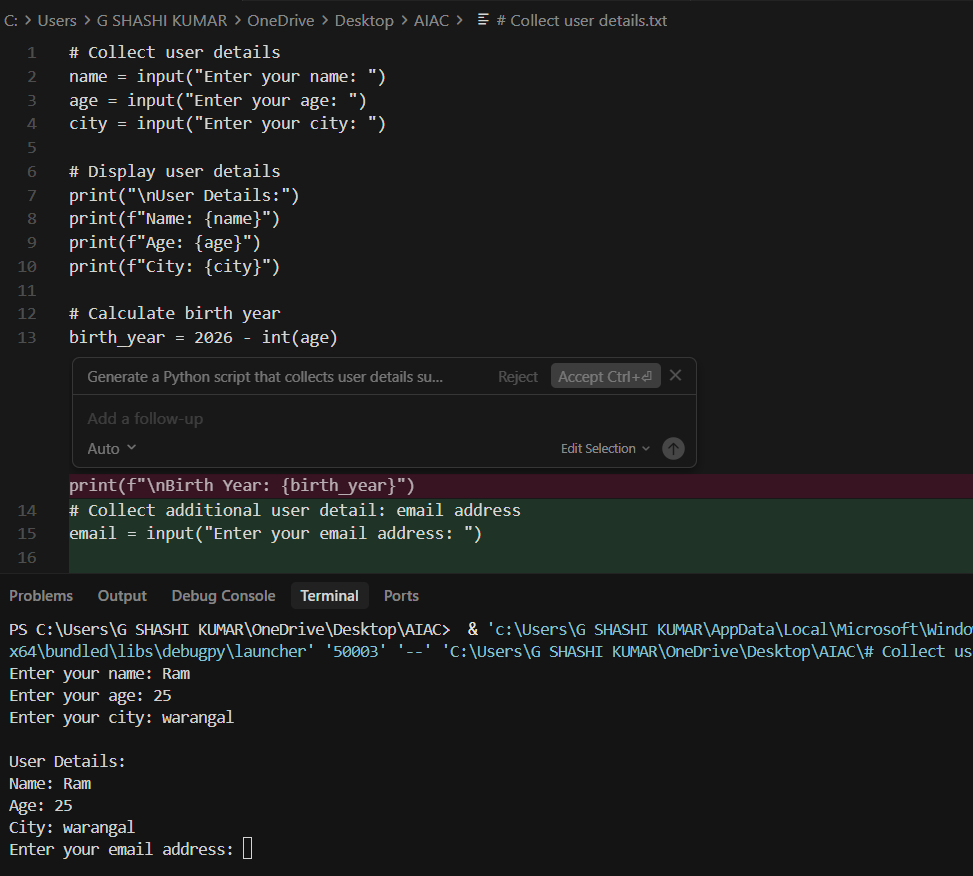 C: > Users > G SHASHI KUMAR > OneDrive > Desktop > AIAC > # Collect user details.txt
1 # Collect user details
2 name = input("Enter your name: ")
3 age = input("Enter your age: ")
4 city = input("Enter your city: ")
5
6 # Display user details
7 print("\nUser Details:")
8 print(f"Name: {name}")
9 print(f"Age: {age}")
10 print(f"City: {city}")
11
12 # Calculate birth year
13 birth_year = 2026 - int(age)
Generate a Python script that collects user details su... Reject Accept Ctrl+⏎ ×
Add a follow-up
Auto Edit Selection
print(f"\nBirth Year: {birth_year}")
14 # Collect additional user detail: email address
15 email = input("Enter your email address: ")
16
Problems Output Debug Console Terminal Ports
PS C:\Users\G SHASHI KUMAR\OneDrive\Desktop\AIAC> & 'c:\Users\G SHASHI KUMAR\AppData\Local\Microsoft\Windo
x64\bundled\libs\debugpy\launcher' '50003' '--' 'C:\Users\G SHASHI KUMAR\OneDrive\Desktop\AIAC\# Collect us
Enter your name: Ram
Enter your age: 25
Enter your city: warangal

User Details:
Name: Ram
Age: 25
City: warangal
Enter your email address: